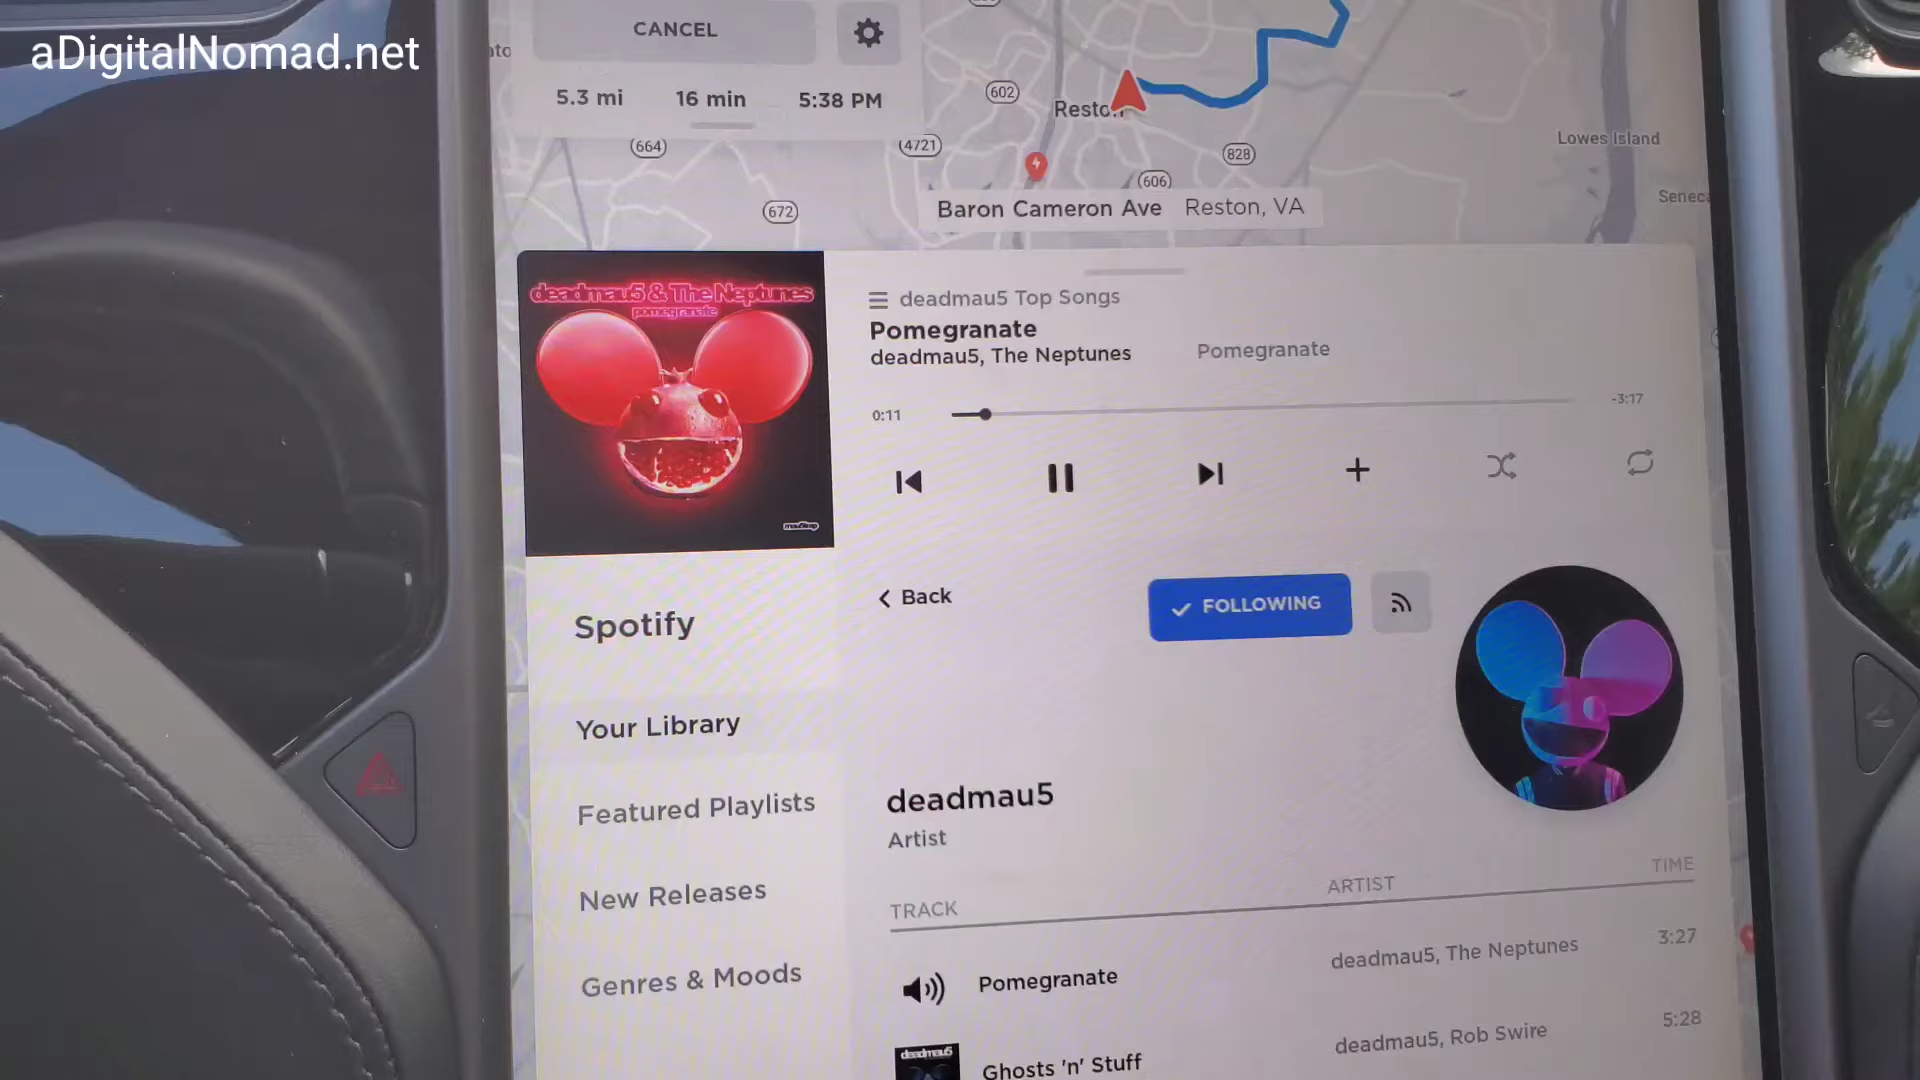 aDigitalNomad.net
CANCEL
5.3 mi 16 min 5:38 PM
602
664
4721
828
606
672
Lowes Island
Baron Cameron Ave Reston, VA
deadmau5 & The Neptunes
pomegranate
mau5trap
deadmau5 Top Songs
Pomegranate
deadmau5, The Neptunes Pomegranate
0:11 -3:17
Spotify
Your Library
Featured Playlists
New Releases
Genres & Moods
Back
FOLLOWING
deadmau5
Artist
TRACK ARTIST TIME
Pomegranate deadmau5, The Neptunes 3:27
deadmau5
Ghosts 'n' Stuff deadmau5, Rob Swire 5:28